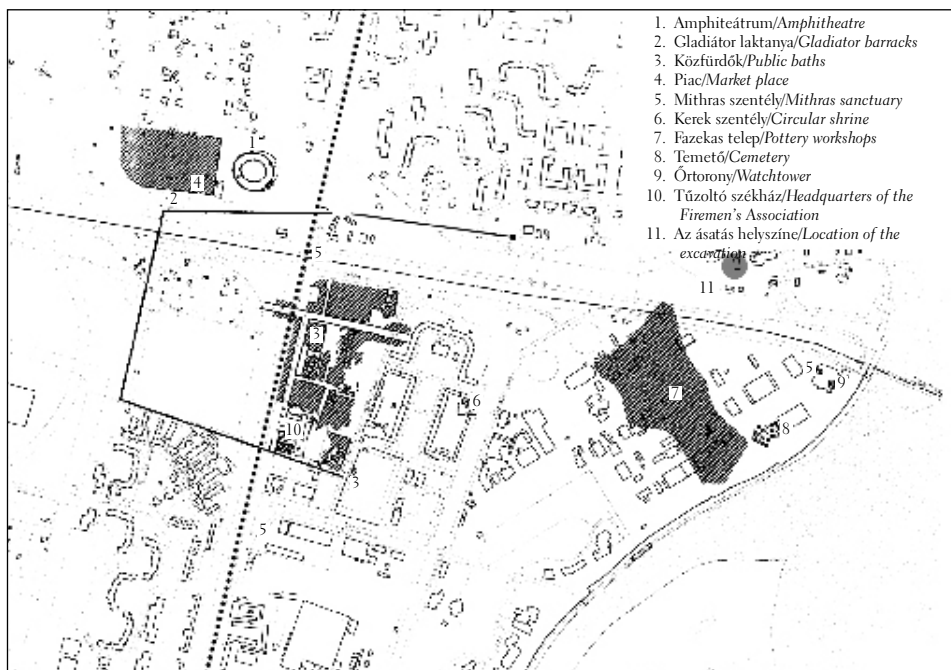 1. Amphiteátrum/Amphitheatre
2. Gladiátor laktanya/Gladiator barracks
3. Közfürdők/Public baths
4. Piac/Market place
5. Mithras szentély/Mithras sanctuary
6. Kerek szentély/Circular shrine
7. Fazekas telep/Pottery workshops
8. Temető/Cemetery
9. Őrtorony/Watchtower
10. Tűzoltó székház/Headquarters of the
Firemen's Association
11. Az ásatás helyszíne/Location of the
excavation
1
4
2
5
11
3
5
9
6
7
8
10
3
5